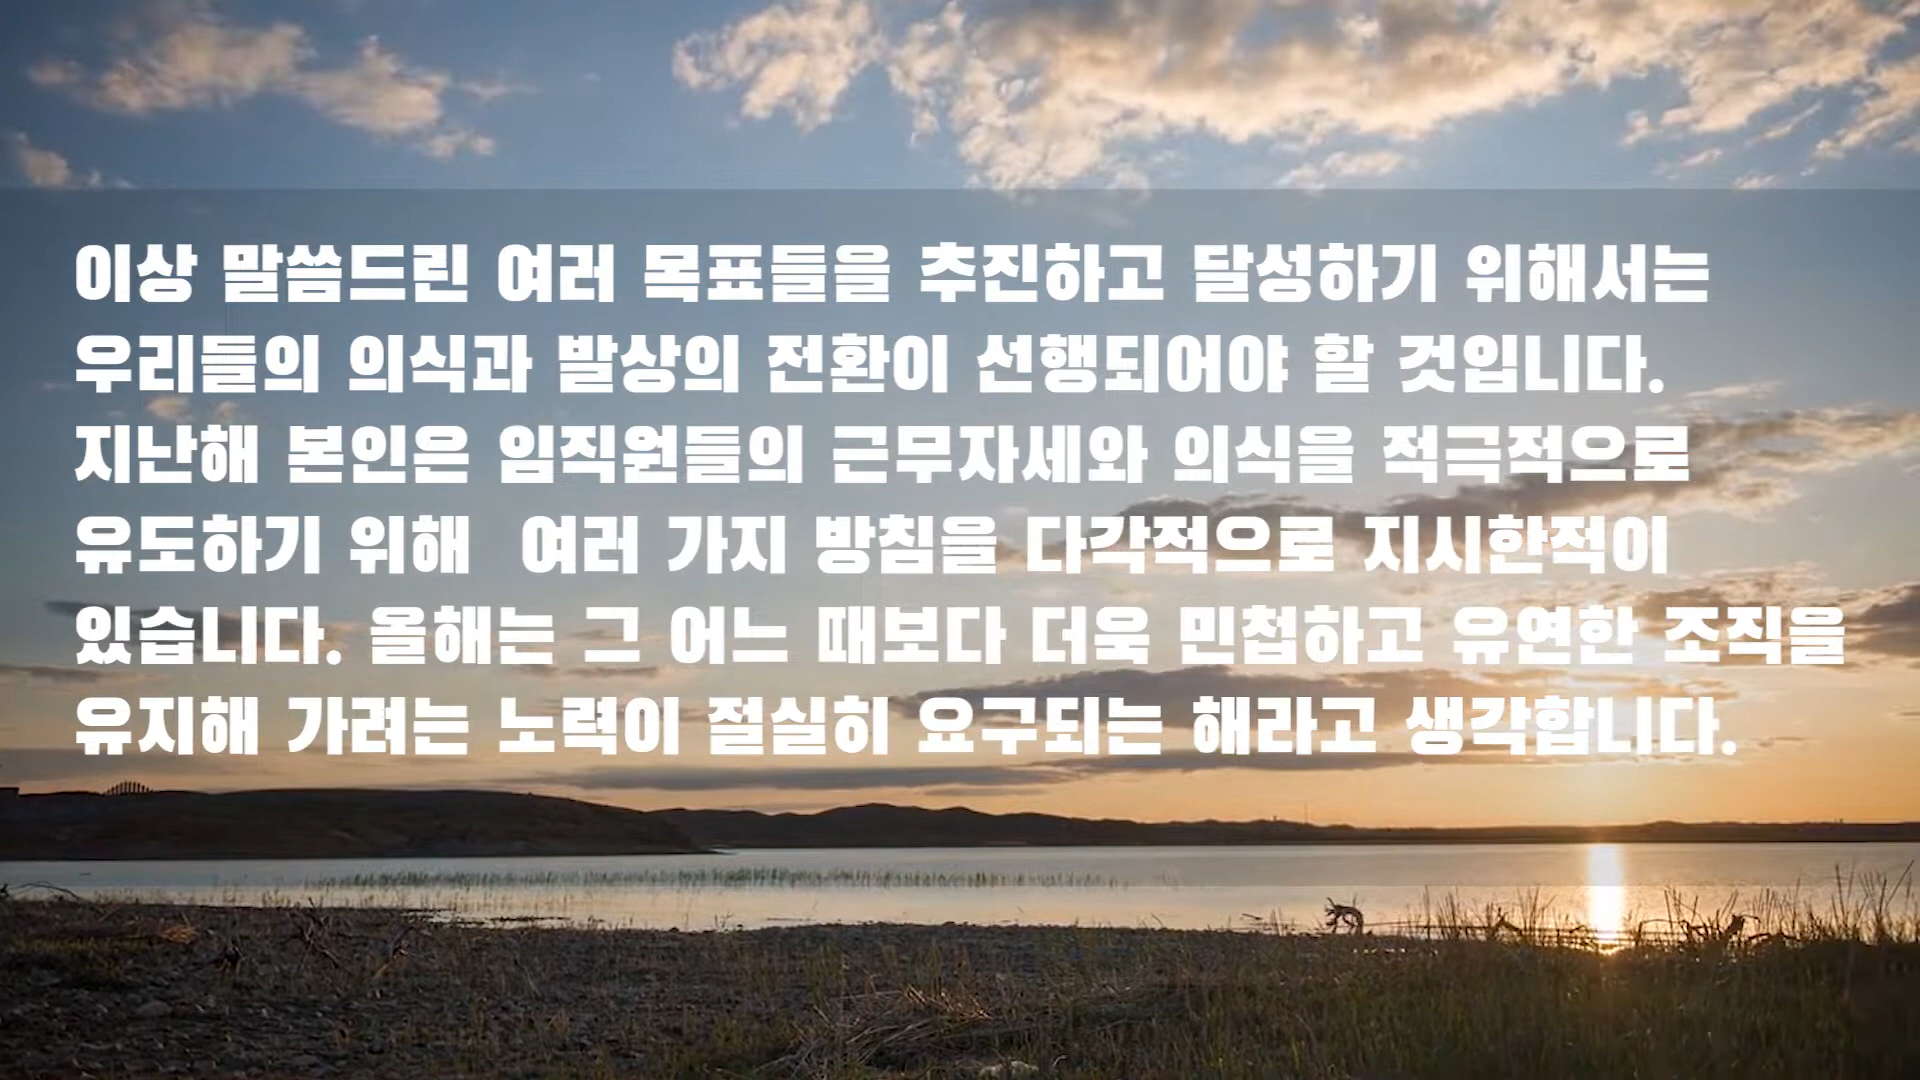 이상 말씀드린 여러 목표들을 추진하고 달성하기 위해서는
우리들의 의식과 발상의 전환이 선행되어야 할 것입니다.
지난해 본인은 임직원들의 근무자세와 의식을 적극적으로
유도하기 위해  여러 가지 방침을 다각적으로 지시한적이
있습니다. 올해는 그 어느 때보다 더욱 민첩하고 유연한 조직을
유지해 가려는 노력이 절실히 요구되는 해라고 생각합니다.